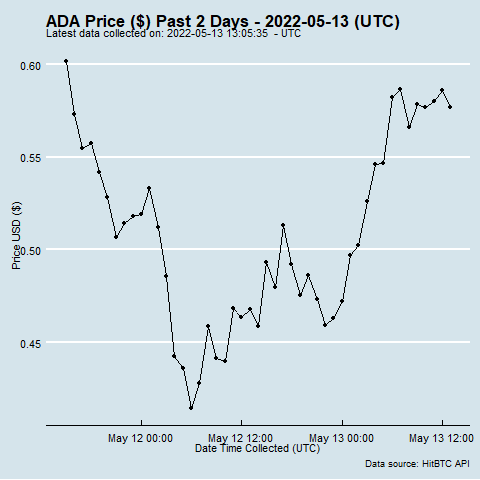 ADA Price ($) Past 2 Days - 2022-05-13 (UTC)
Latest data collected on: 2022-05-13 13:05:35 - UTC
0.60
0.55
0.50
0.45
Price USD ($)
May 12 00:00 May 12 12:00 May 13 00:00 May 13 12:00
Date Time Collected (UTC)
Data source: HitBTC API